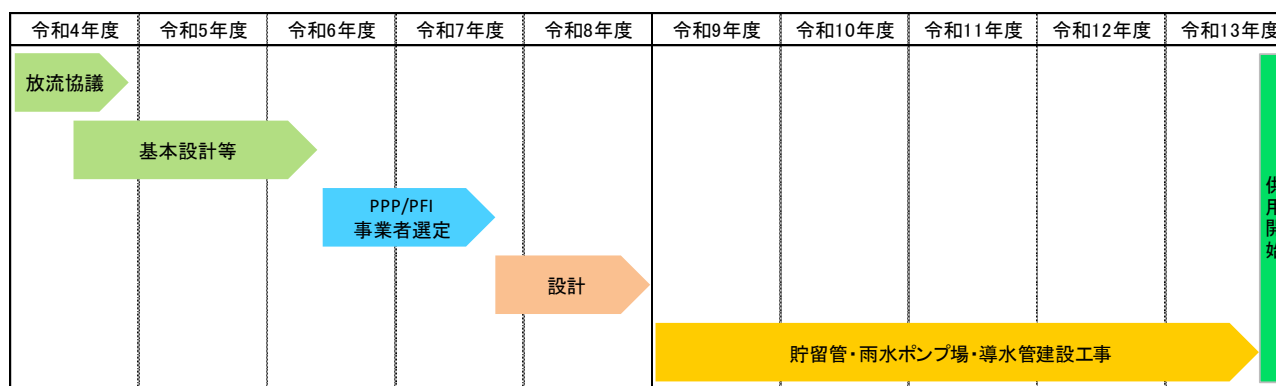 令和4年度
令和5年度
令和6年度
令和7年度
令和8年度
令和9年度
令和10年度
令和11年度
令和12年度
令和13年度
放流協議
基本設計等
PPP/PFI
事業者選定
設計
貯留管・雨水ポンプ場・導水管建設工事
供用開始